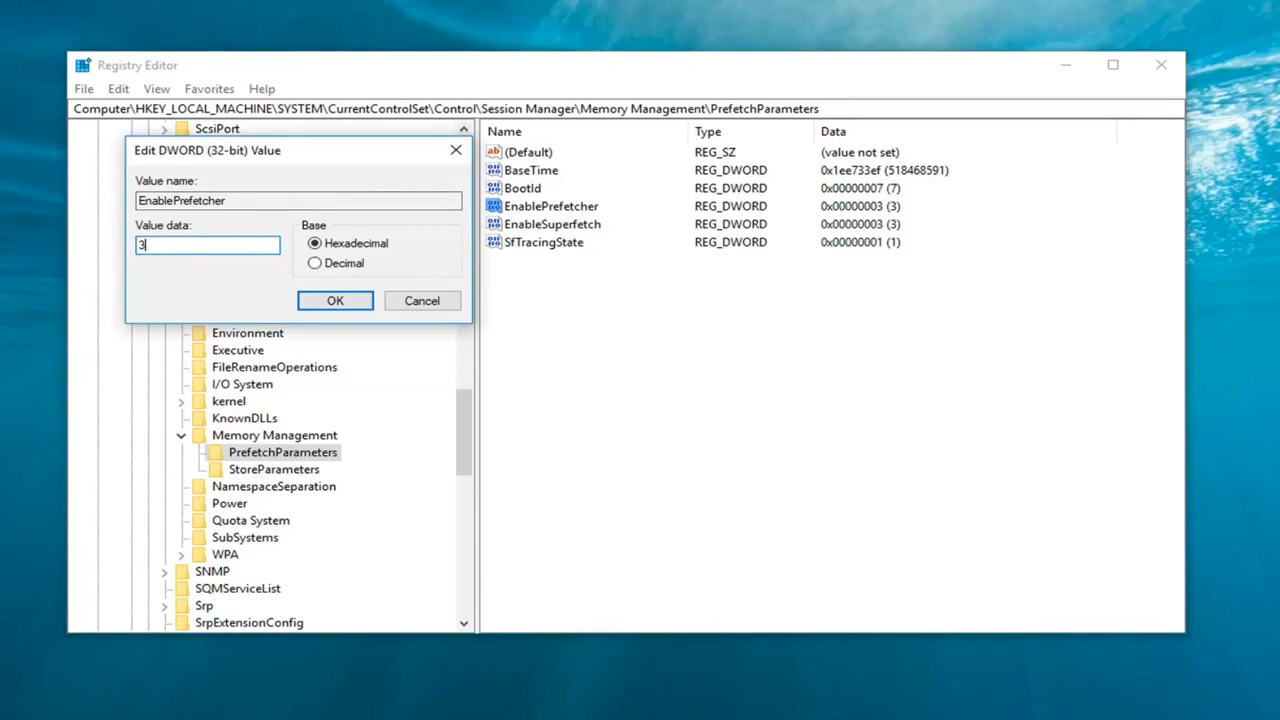 Registry Editor
File Edit View Favorites Help
Computer\HKEY_LOCAL_MACHINE\SYSTEM\CurrentControlSet\Control\Session Manager\Memory Management\PrefetchParameters
ScsiPort
Edit DWORD (32-bit) Value
Value name:
EnablePrefetcher
Value data:
3
Base
Hexadecimal
Decimal
OK Cancel
Environment
Executive
FileRenameOperations
I/O System
kernel
KnownDLLs
Memory Management
PrefetchParameters
StoreParameters
NamespaceSeparation
Power
Quota System
SubSystems
WPA
SNMP
SQMServiceList
Srp
SrpExtensionConfig
Name Type Data
ab (Default) REG_SZ (value not set)
BaseTime REG_DWORD 0x1ee733ef (518468591)
BootId REG_DWORD 0x00000007 (7)
EnablePrefetcher REG_DWORD 0x00000003 (3)
EnableSuperfetch REG_DWORD 0x00000003 (3)
SfTracingState REG_DWORD 0x00000001 (1)